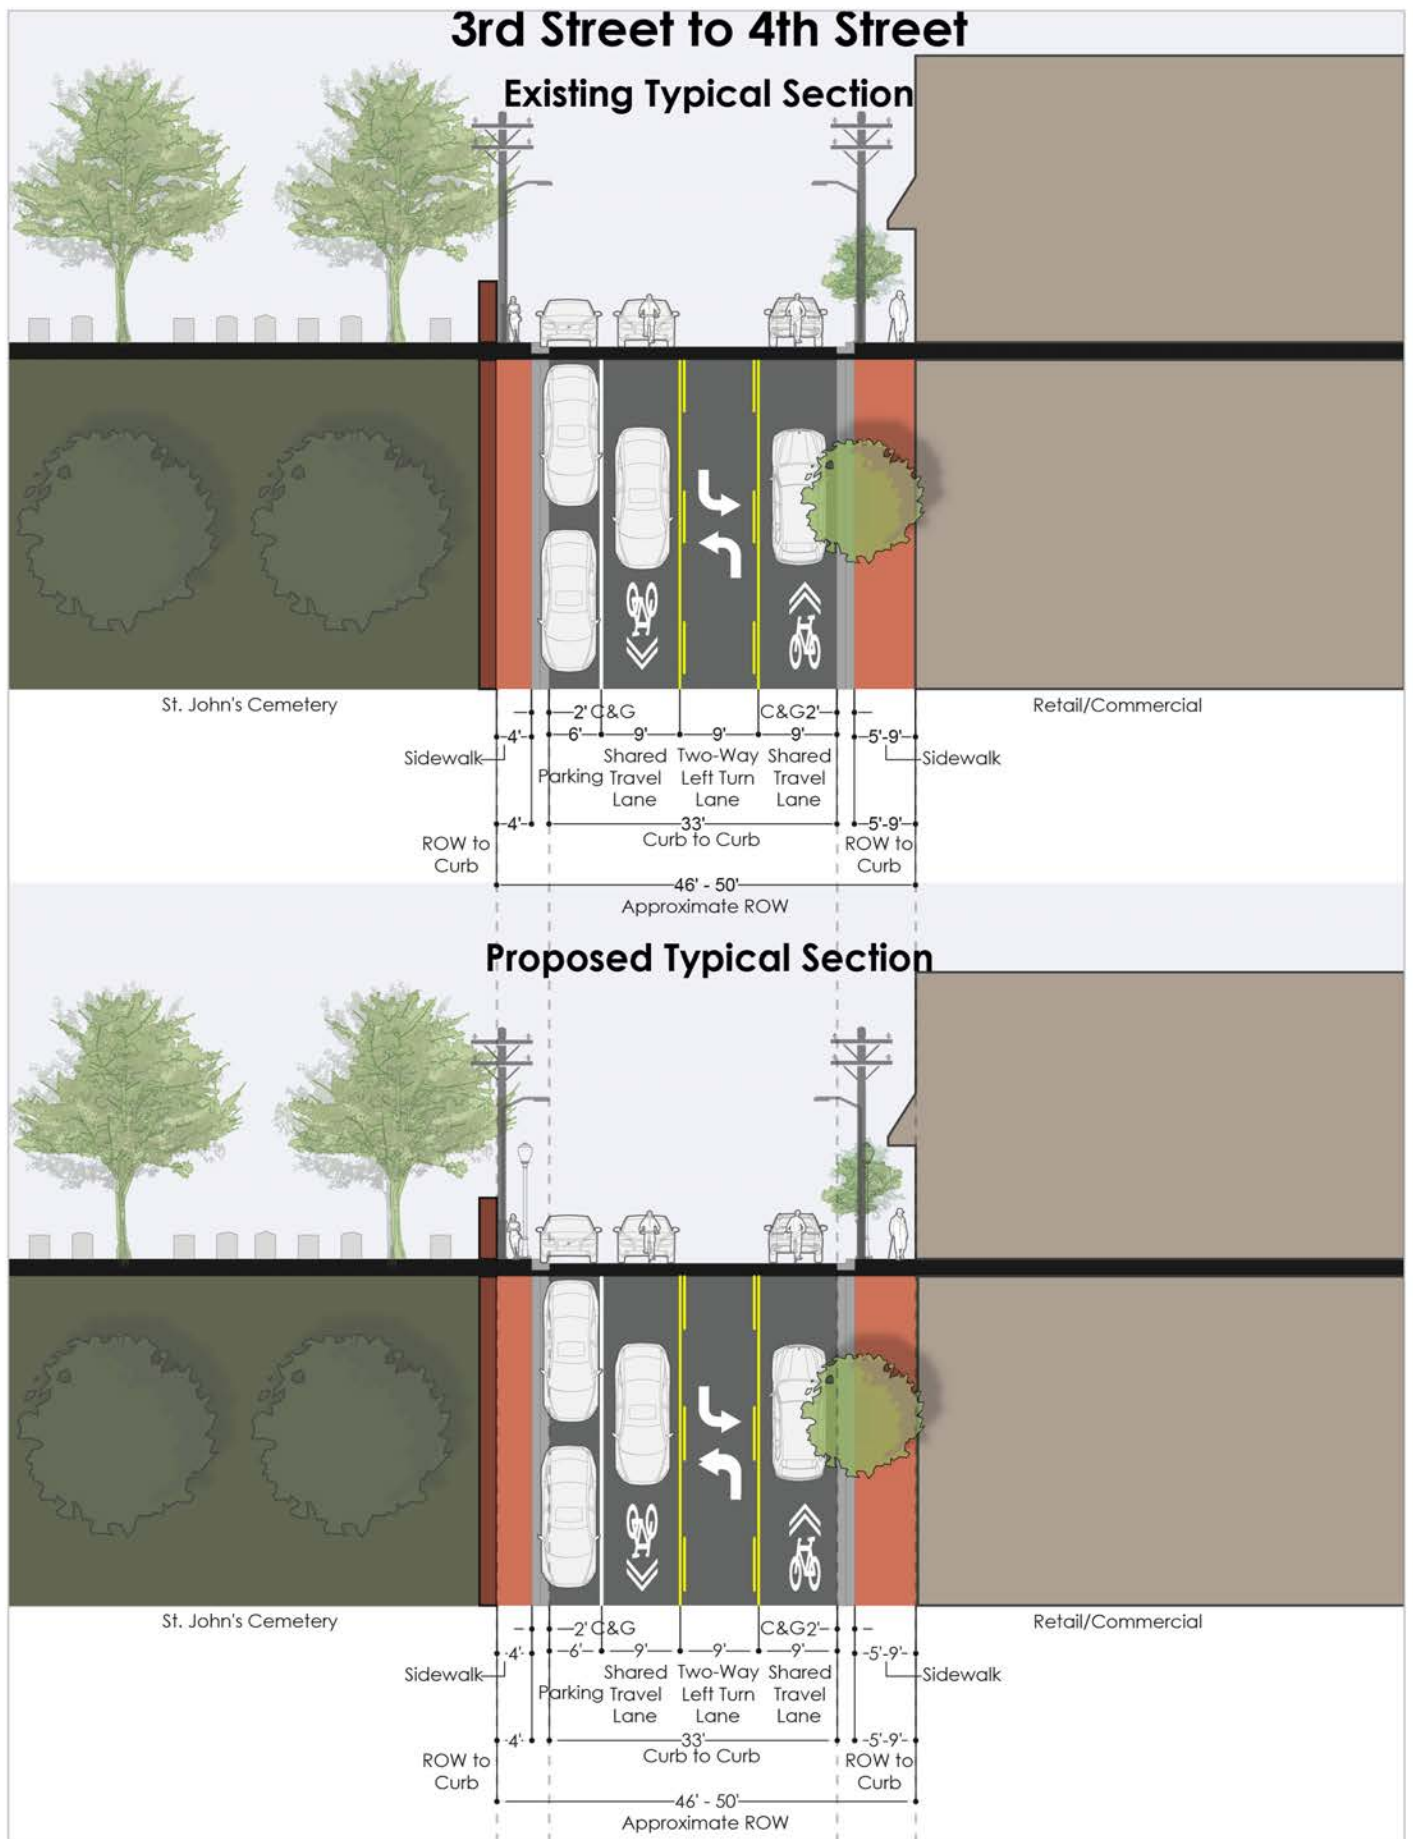 3rd Street to 4th Street
Existing Typical Section
St. John's Cemetery
Retail/Commercial
2' C&G
C&G2'
4'
6'
9'
9'
9'
5'-9'
Sidewalk
Parking
Shared
Travel
Lane
Two-Way
Left Turn
Lane
Shared
Travel
Lane
Sidewalk
4'
33'
5'-9'
ROW to
Curb
Curb to Curb
ROW to
Curb
46' - 50'
Approximate ROW
Proposed Typical Section
St. John's Cemetery
Retail/Commercial
2' C&G
C&G2'
4'
6'
9'
9'
9'
5'-9'
Sidewalk
Parking
Shared
Travel
Lane
Two-Way
Left Turn
Lane
Shared
Travel
Lane
Sidewalk
4'
33'
5'-9'
ROW to
Curb
Curb to Curb
ROW to
Curb
46' - 50'
Approximate ROW